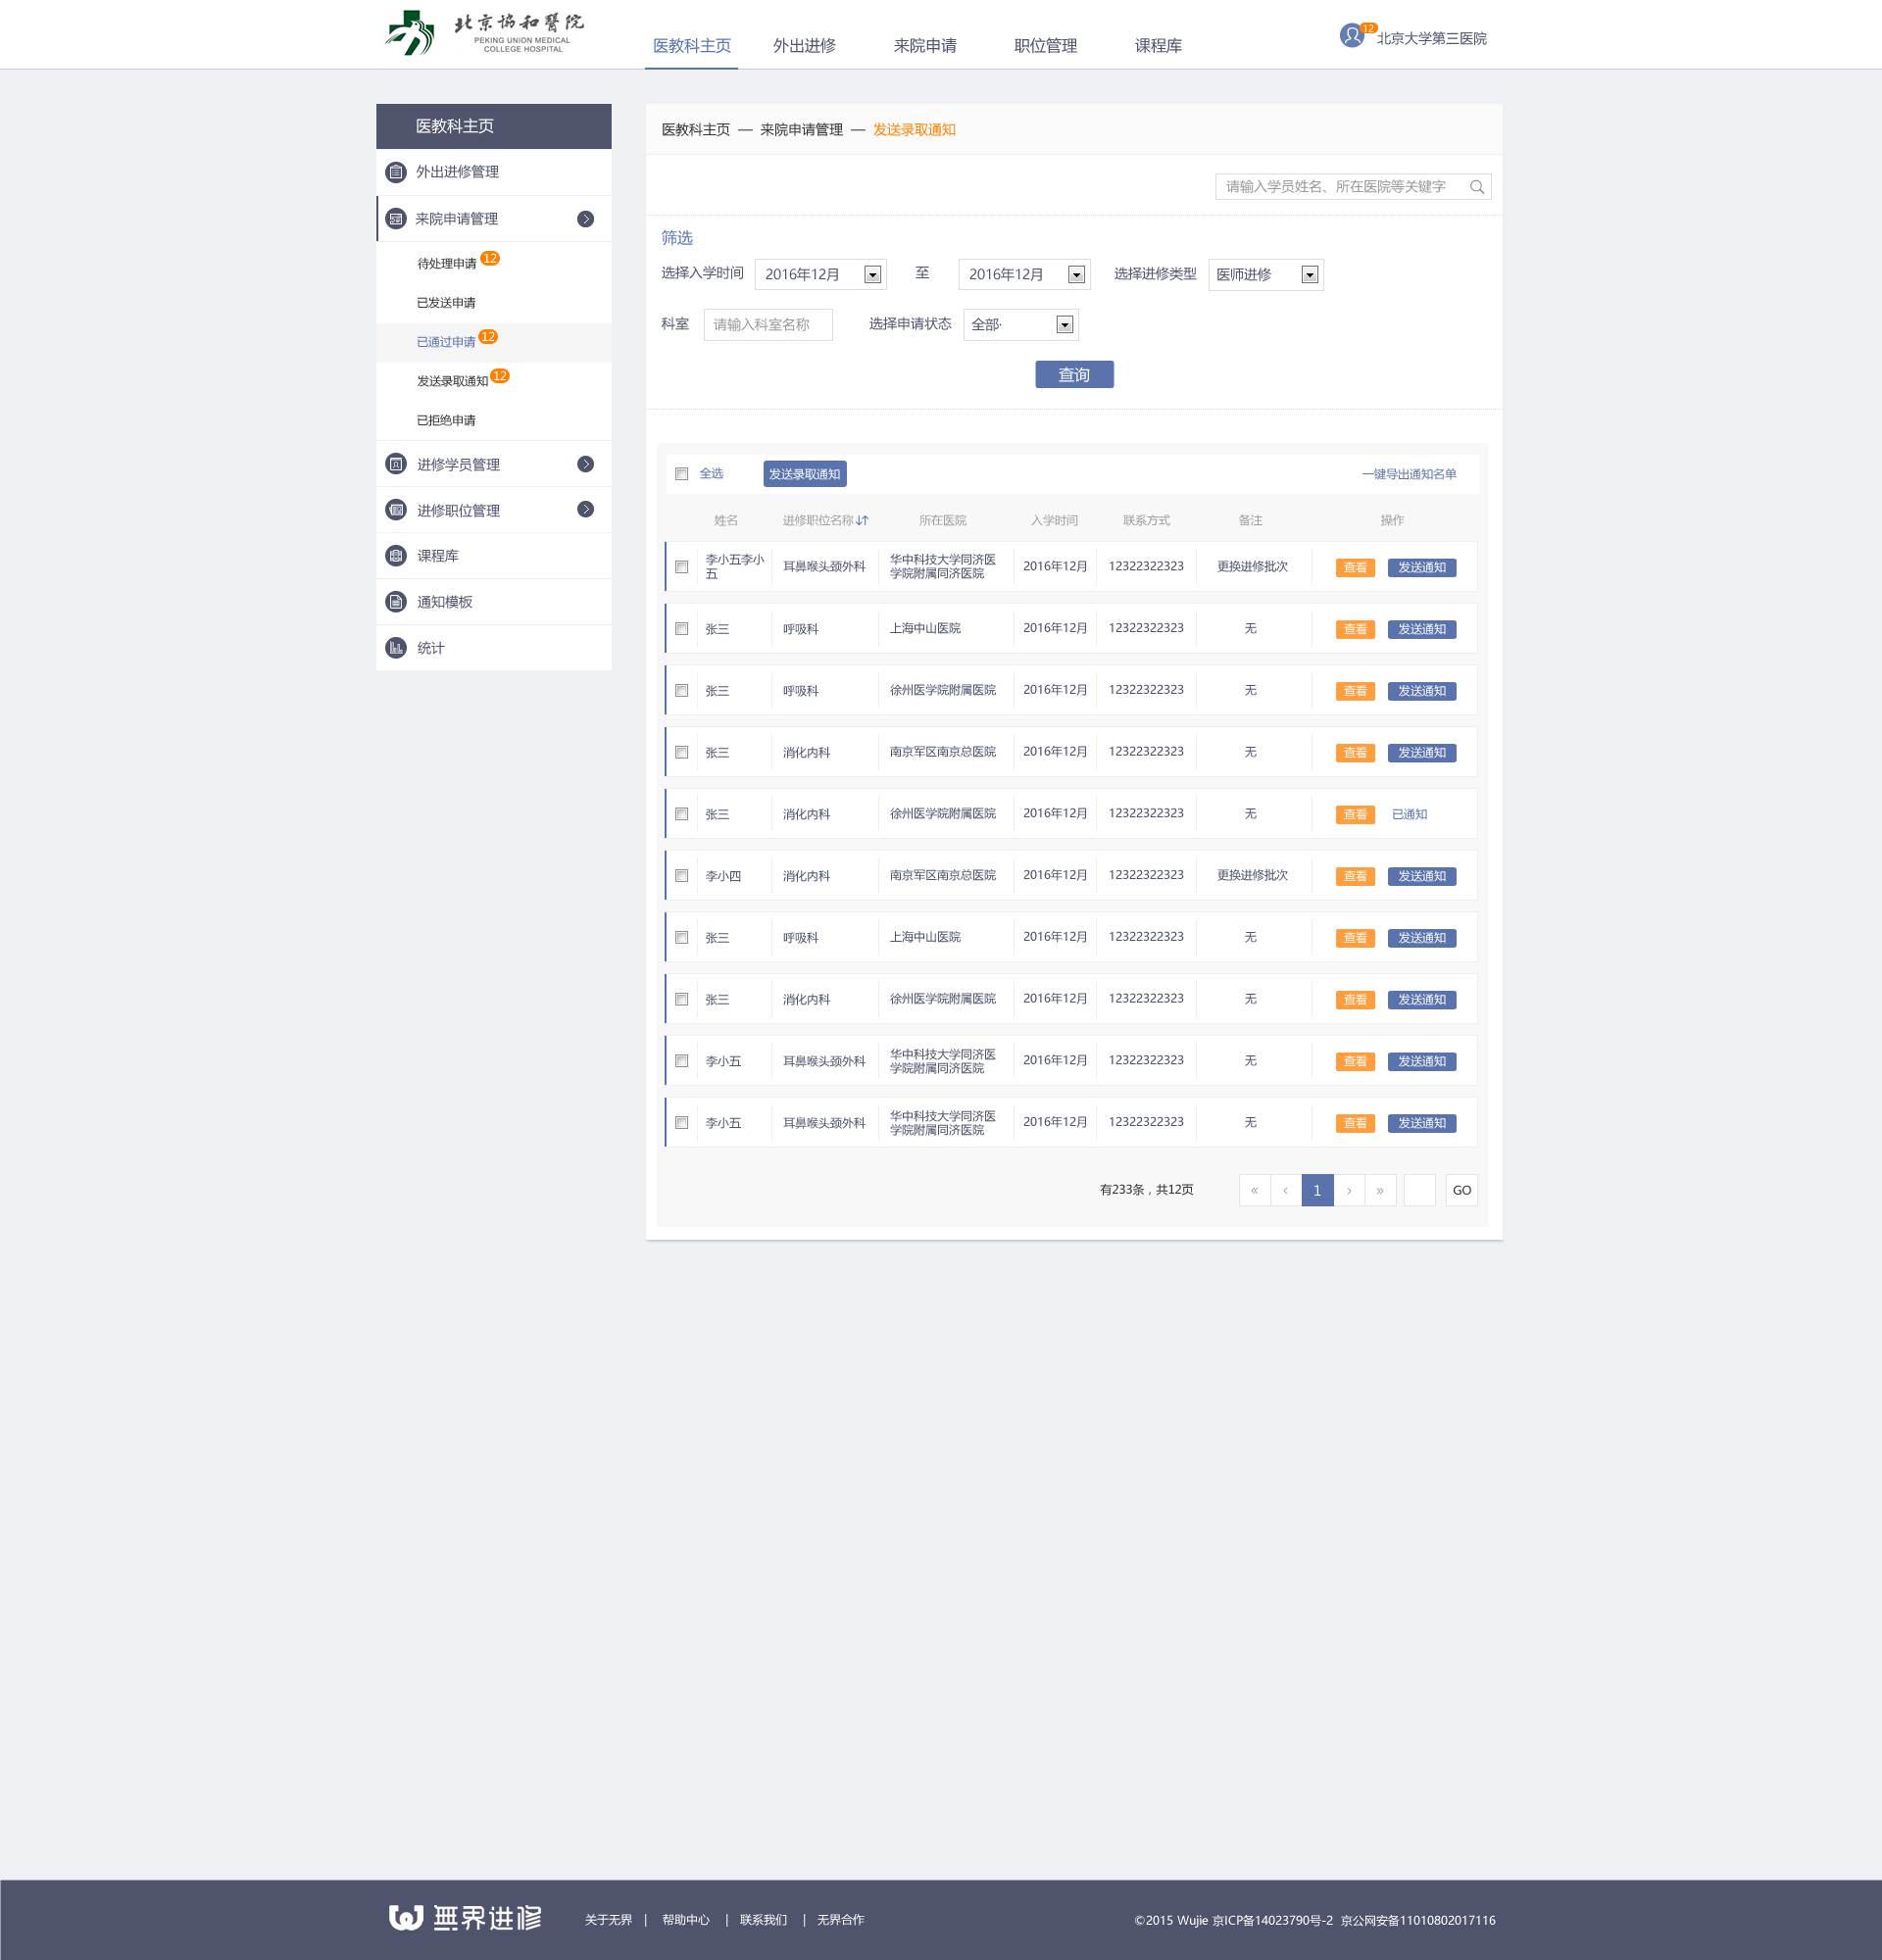 北京协和醫院
PEKING UNION MEDICAL
COLLEGE HOSPITAL
医教科主页 外出进修 来院申请 职位管理 课程库
12 北京大学第三医院
医教科主页
外出进修管理
来院申请管理
待处理申请 12
已发送申请
已通过申请 12
发送录取通知 12
已拒绝申请
进修学员管理
进修职位管理
课程库
通知模板
统计
医教科主页 — 来院申请管理 — 发送录取通知
请输入学员姓名、所在医院等关键字
筛选
选择入学时间 2016年12月 至 2016年12月 选择进修类型 医师进修
科室 请输入科室名称 选择申请状态 全部·
查询
全选 发送录取通知 一键导出通知名单
姓名 进修职位名称 所在医院 入学时间 联系方式 备注 操作
李小五李小五 耳鼻喉头颈外科 华中科技大学同济医学院附属同济医院 2016年12月 12322322323 更换进修批次 查看 发送通知
张三 呼吸科 上海中山医院 2016年12月 12322322323 无 查看 发送通知
张三 呼吸科 徐州医学院附属医院 2016年12月 12322322323 无 查看 发送通知
张三 消化内科 南京军区南京总医院 2016年12月 12322322323 无 查看 发送通知
张三 消化内科 徐州医学院附属医院 2016年12月 12322322323 无 查看 已通知
李小四 消化内科 南京军区南京总医院 2016年12月 12322322323 更换进修批次 查看 发送通知
张三 呼吸科 上海中山医院 2016年12月 12322322323 无 查看 发送通知
张三 消化内科 徐州医学院附属医院 2016年12月 12322322323 无 查看 发送通知
李小五 耳鼻喉头颈外科 华中科技大学同济医学院附属同济医院 2016年12月 12322322323 无 查看 发送通知
李小五 耳鼻喉头颈外科 华中科技大学同济医学院附属同济医院 2016年12月 12322322323 无 查看 发送通知
有233条，共12页 « ‹ 1 › » GO
無界进修 关于无界 | 帮助中心 | 联系我们 | 无界合作 ©2015 Wujie 京ICP备14023790号-2 京公网安备11010802017116